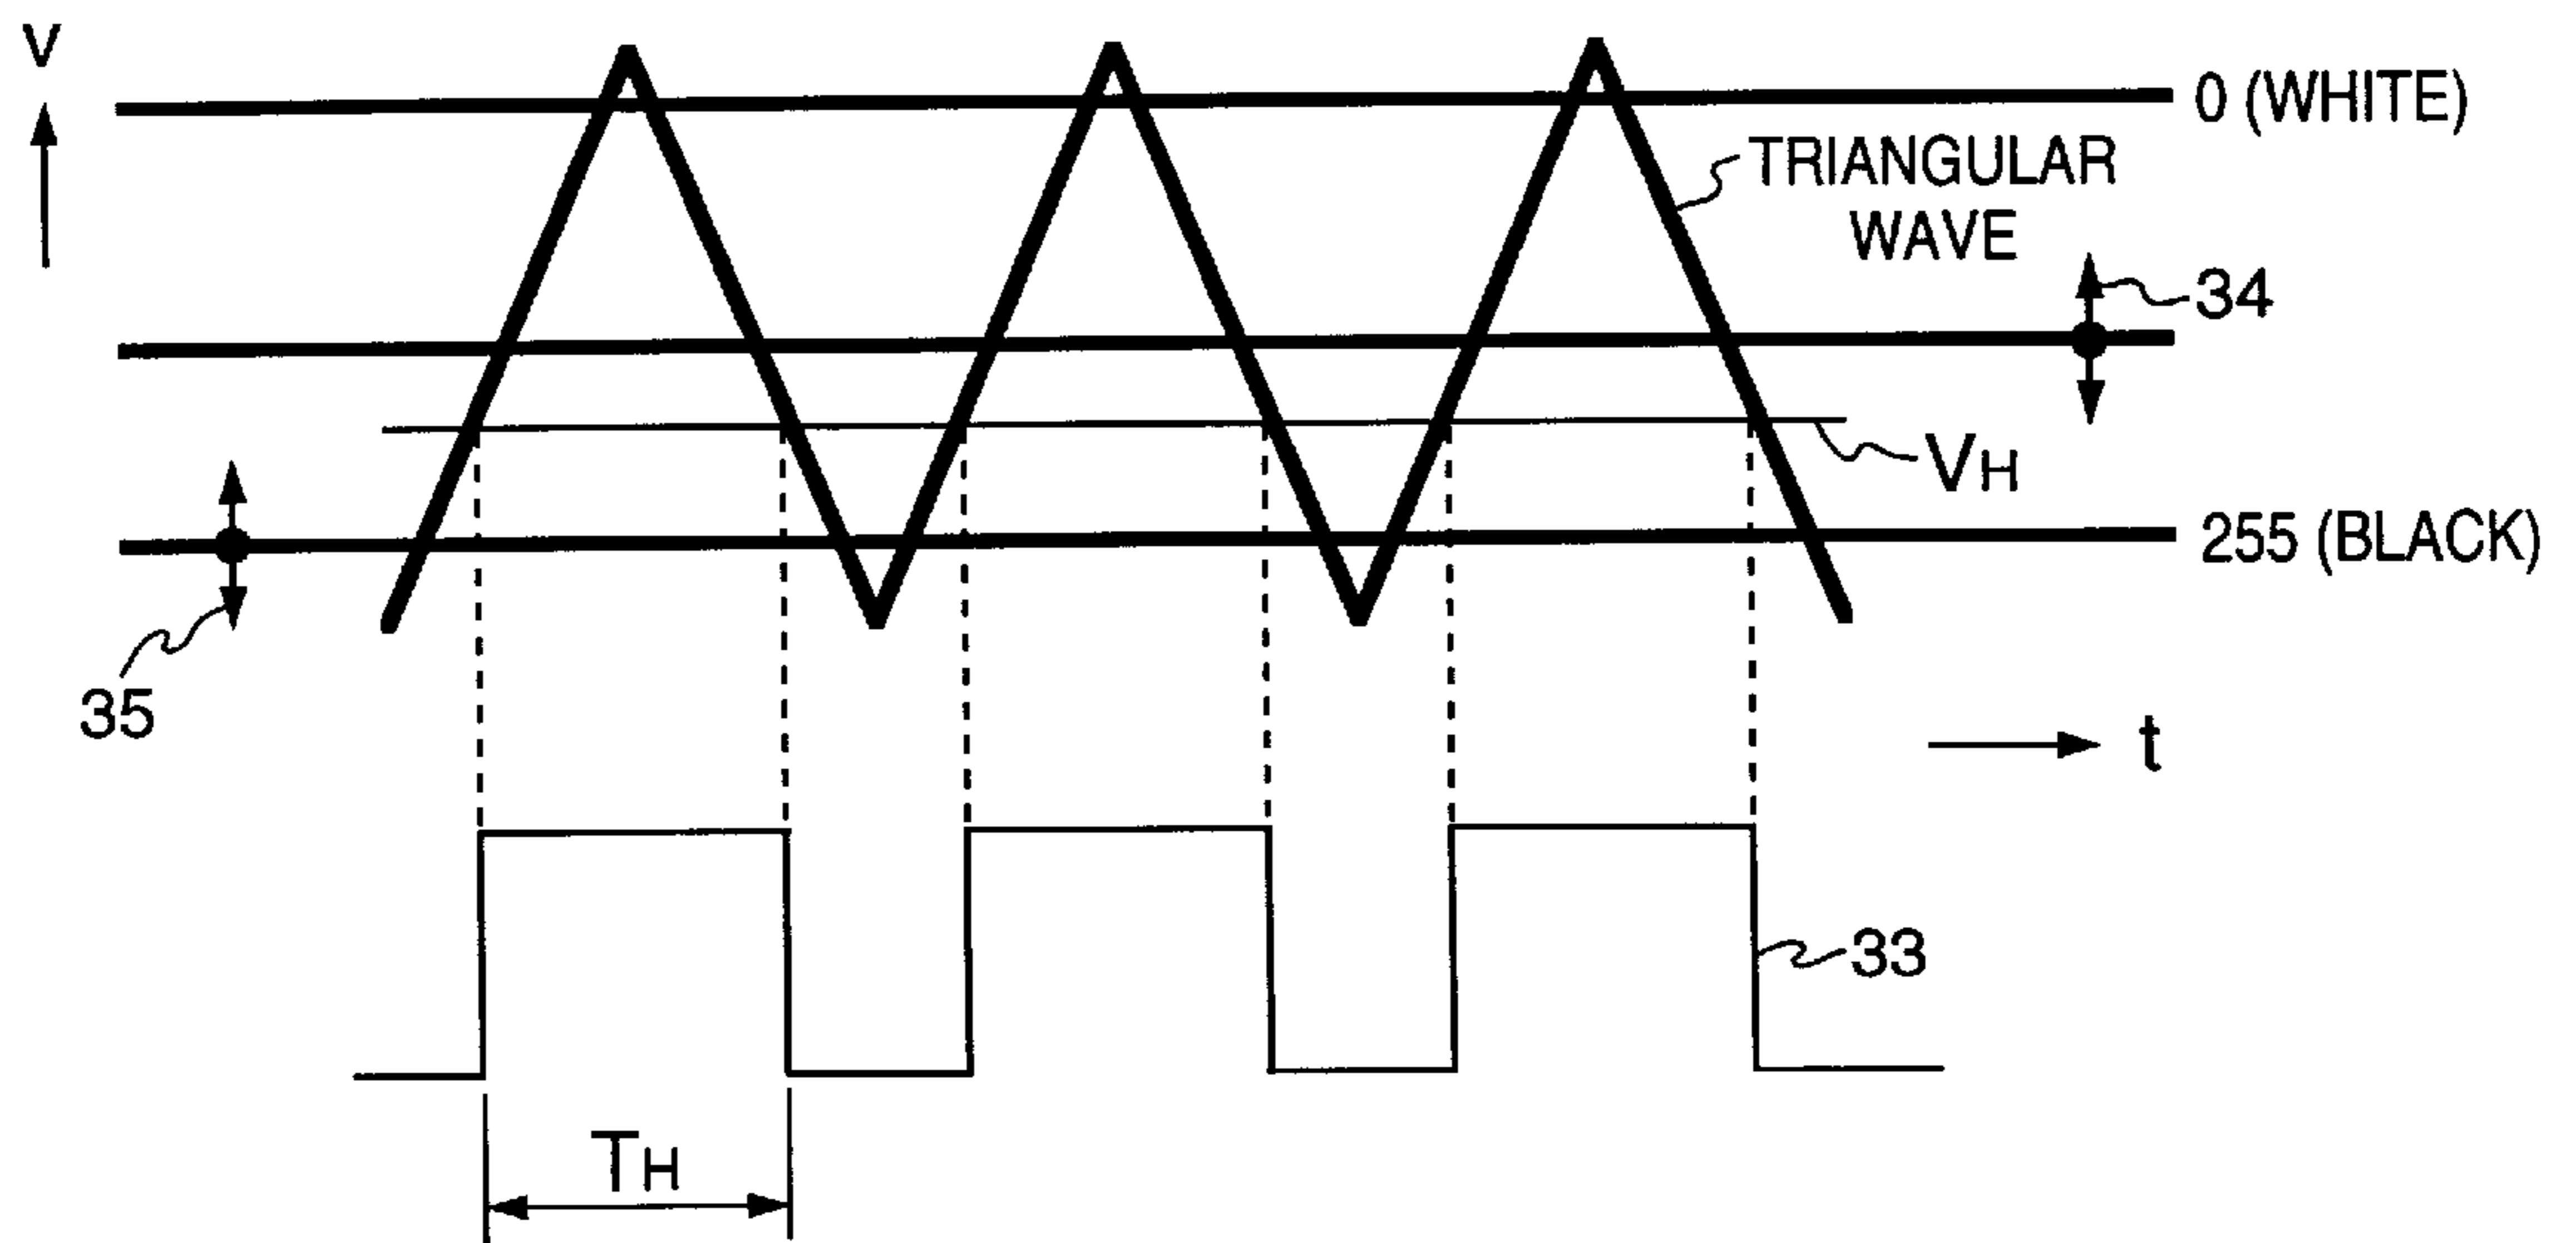 v
0 (WHITE)
TRIANGULAR
WAVE
34
VH
255 (BLACK)
35
t
33
TH